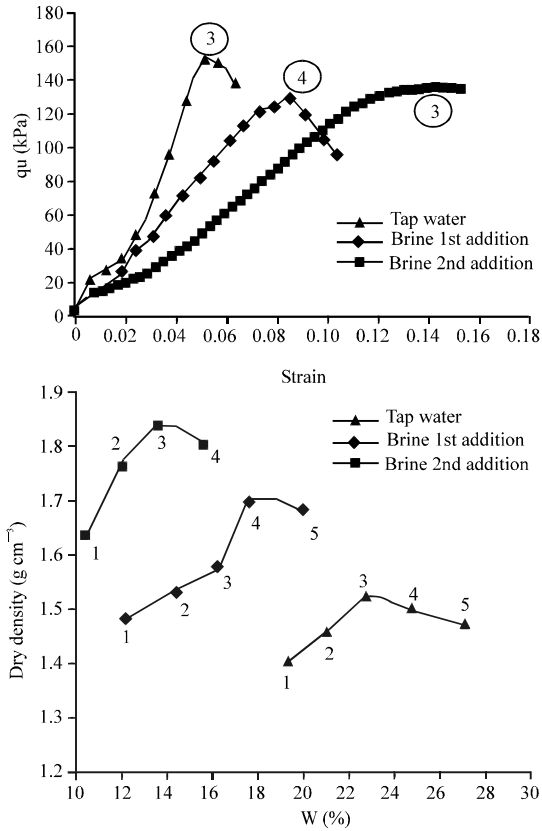 180
160
140
120
100
80
60
40
20
0
qu (kPa)
3
4
3
Tap water
Brine 1st addition
Brine 2nd addition
0 0.02 0.04 0.06 0.08 0.10 0.12 0.14 0.16 0.18
Strain
1.9
1.8
1.7
1.6
1.5
1.4
1.3
1.2
Dry density (g cm⁻³)
Tap water
Brine 1st addition
Brine 2nd addition
1 2 3 4
1 2 3 4 5
1 2 3 4 5
10 12 14 16 18 20 22 24 26 28 30
W (%)